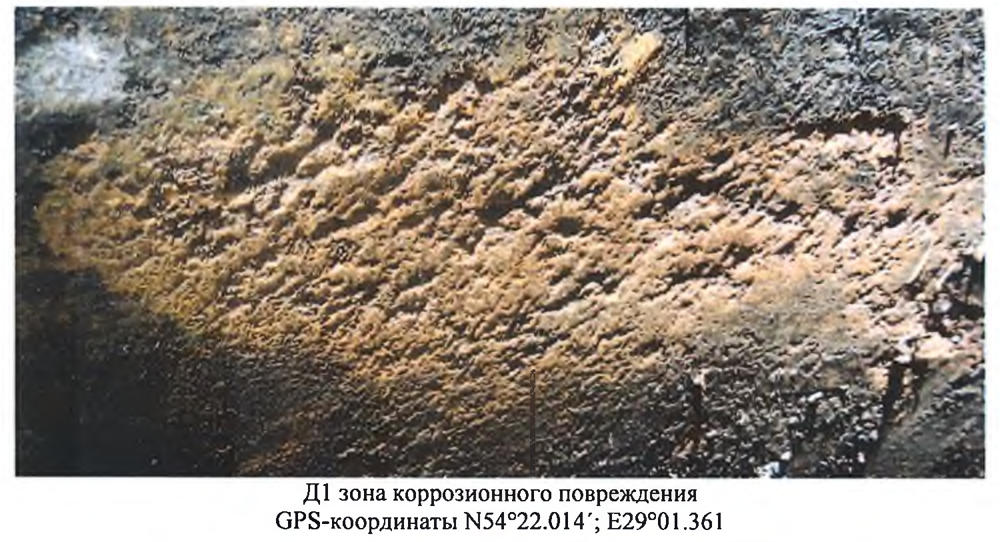 Д1 зона коррозионного повреждения
GPS-координаты N54°22.014´; E29°01.361